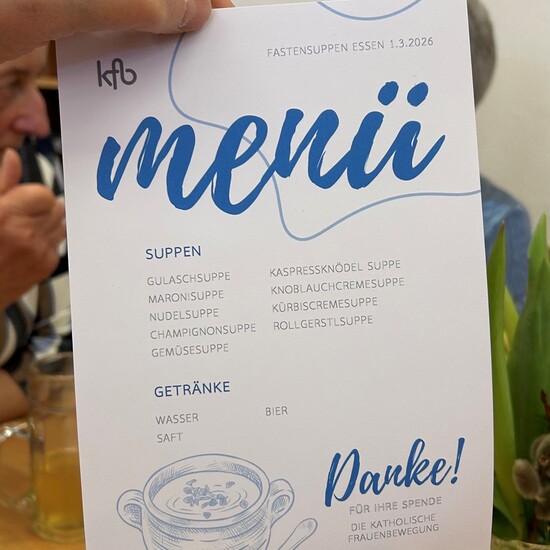 kfb
FASTENSUPPEN ESSEN 1.3.2026
menü
SUPPEN
GULASCHSUPPE
MARONISUPPE
NUDELSUPPE
CHAMPIGNONSUPPE
GEMÜSESUPPE
KASPRESSKNÖDEL SUPPE
KNOBLAUCHCREMESUPPE
KÜRBISCREMESUPPE
ROLLGERSTLSUPPE
GETRÄNKE
WASSER
SAFT
BIER
Danke!
FÜR IHRE SPENDE
DIE KATHOLISCHE
FRAUENBEWEGUNG